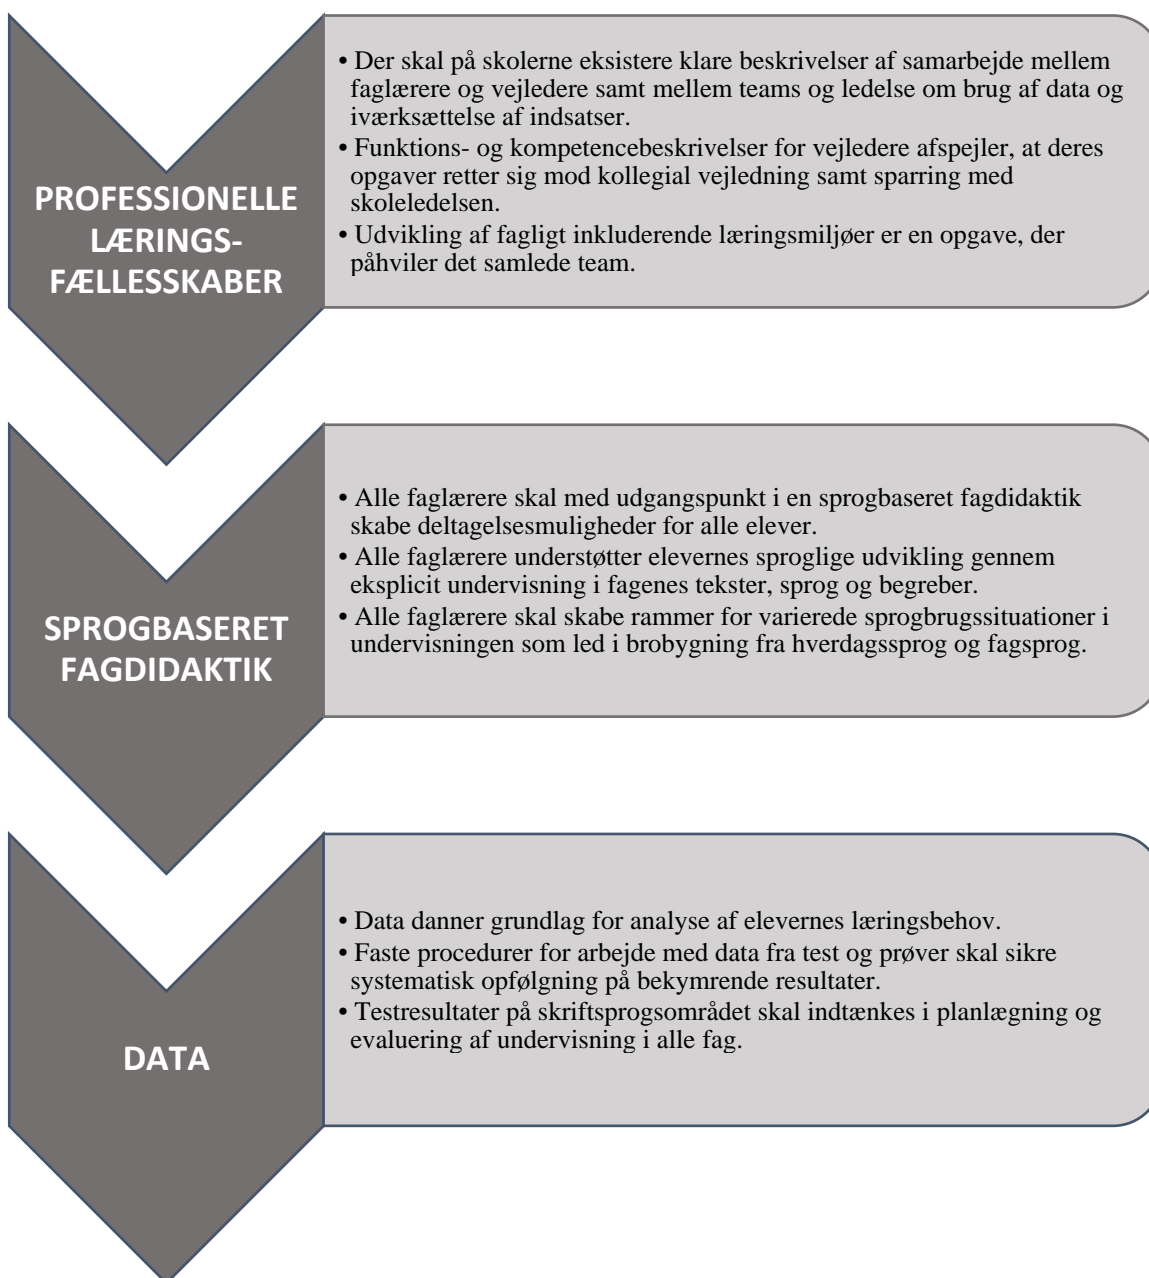 PROFESSIONELLE
LÆRINGS-
FÆLLESSKABER
• Der skal på skolerne eksistere klare beskrivelser af samarbejde mellem
faglærere og vejledere samt mellem teams og ledelse om brug af data og
iværksættelse af indsatser.
• Funktions- og kompetencebeskrivelser for vejledere afspejler, at deres
opgaver retter sig mod kollegial vejledning samt sparring med
skoleledelsen.
• Udvikling af fagligt inkluderende læringsmiljøer er en opgave, der
påhviler det samlede team.
SPROGBASERET
FAGDIDAKTIK
• Alle faglærere skal med udgangspunkt i en sprogbaseret fagdidaktik
skabe deltagelsesmuligheder for alle elever.
• Alle faglærere understøtter elevernes sproglige udvikling gennem
eksplicit undervisning i fagenes tekster, sprog og begreber.
• Alle faglærere skal skabe rammer for varierede sprogbrugssituationer i
undervisningen som led i brobygning fra hverdagssprog og fagsprog.
DATA
• Data danner grundlag for analyse af elevernes læringsbehov.
• Faste procedurer for arbejde med data fra test og prøver skal sikre
systematisk opfølgning på bekymrende resultater.
• Testresultater på skriftsprogsområdet skal indtænkes i planlægning og
evaluering af undervisning i alle fag.